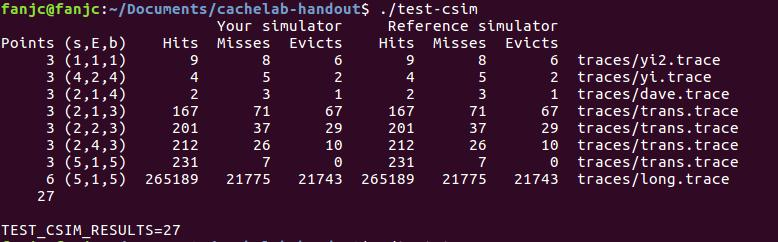 fanjc@fanjc:~/Documents/cachelab-handout$ ./test-csim
Your simulator Reference simulator
Points (s,E,b) Hits Misses Evicts Hits Misses Evicts
3 (1,1,1) 9 8 6 9 8 6 traces/yi2.trace
3 (4,2,4) 4 5 2 4 5 2 traces/yi.trace
3 (2,1,4) 2 3 1 2 3 1 traces/dave.trace
3 (2,1,3) 167 71 67 167 71 67 traces/trans.trace
3 (2,2,3) 201 37 29 201 37 29 traces/trans.trace
3 (2,4,3) 212 26 10 212 26 10 traces/trans.trace
3 (5,1,5) 231 7 0 231 7 0 traces/trans.trace
6 (5,1,5) 265189 21775 21743 265189 21775 21743 traces/long.trace
27
TEST_CSIM_RESULTS=27